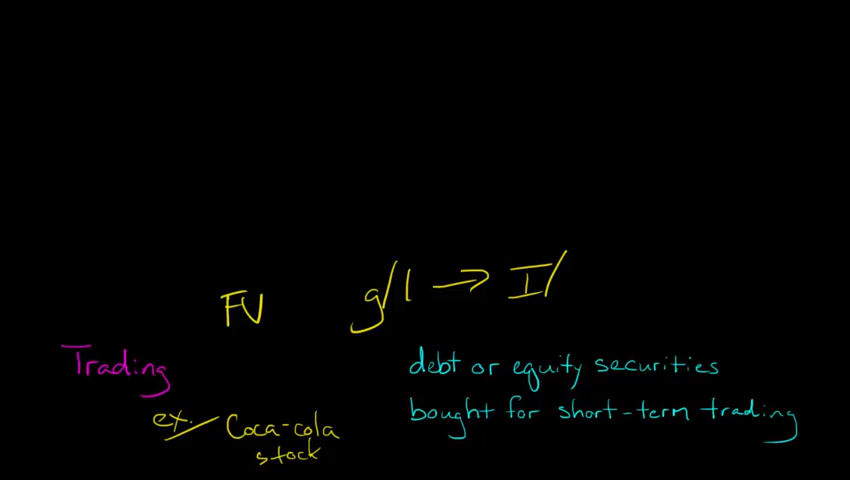 FV g/l → I/
Trading
debt or equity securities
bought for short-term trading
ex. Coca-cola
stock